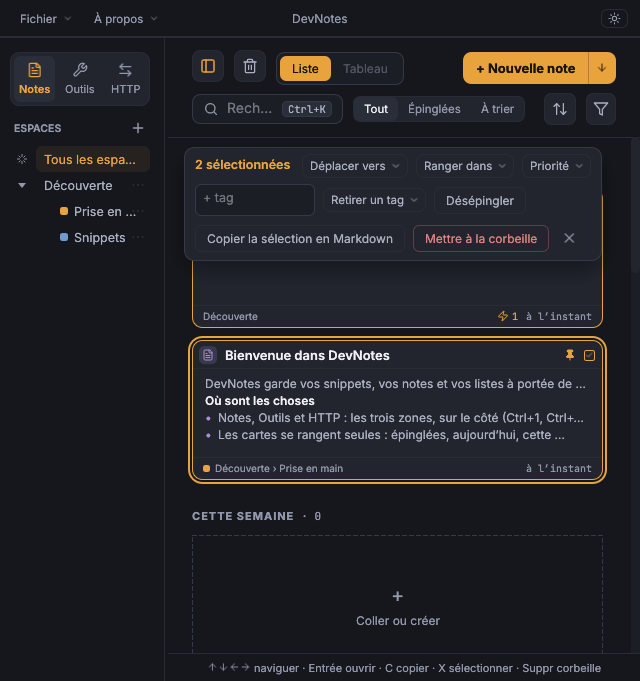 Fichier À propos DevNotes
Liste Tableau + Nouvelle note
Notes Outils HTTP
Rech... Ctrl+K Tout Épinglées À trier
ESPACES
Tous les espa...
Découverte
Prise en ...
Snippets
2 sélectionnées Déplacer vers Ranger dans Priorité
+ tag Retirer un tag Désépingler
Copier la sélection en Markdown Mettre à la corbeille
Découverte 1 à l'instant
Bienvenue dans DevNotes
DevNotes garde vos snippets, vos notes et vos listes à portée de ...
Où sont les choses
• Notes, Outils et HTTP : les trois zones, sur le côté (Ctrl+1, Ctrl+...
• Les cartes se rangent seules : épinglées, aujourd'hui, cette ...
Découverte › Prise en main à l'instant
CETTE SEMAINE · 0
+
Coller ou créer
↑↓←→ naviguer · Entrée ouvrir · C copier · X sélectionner · Suppr corbeille